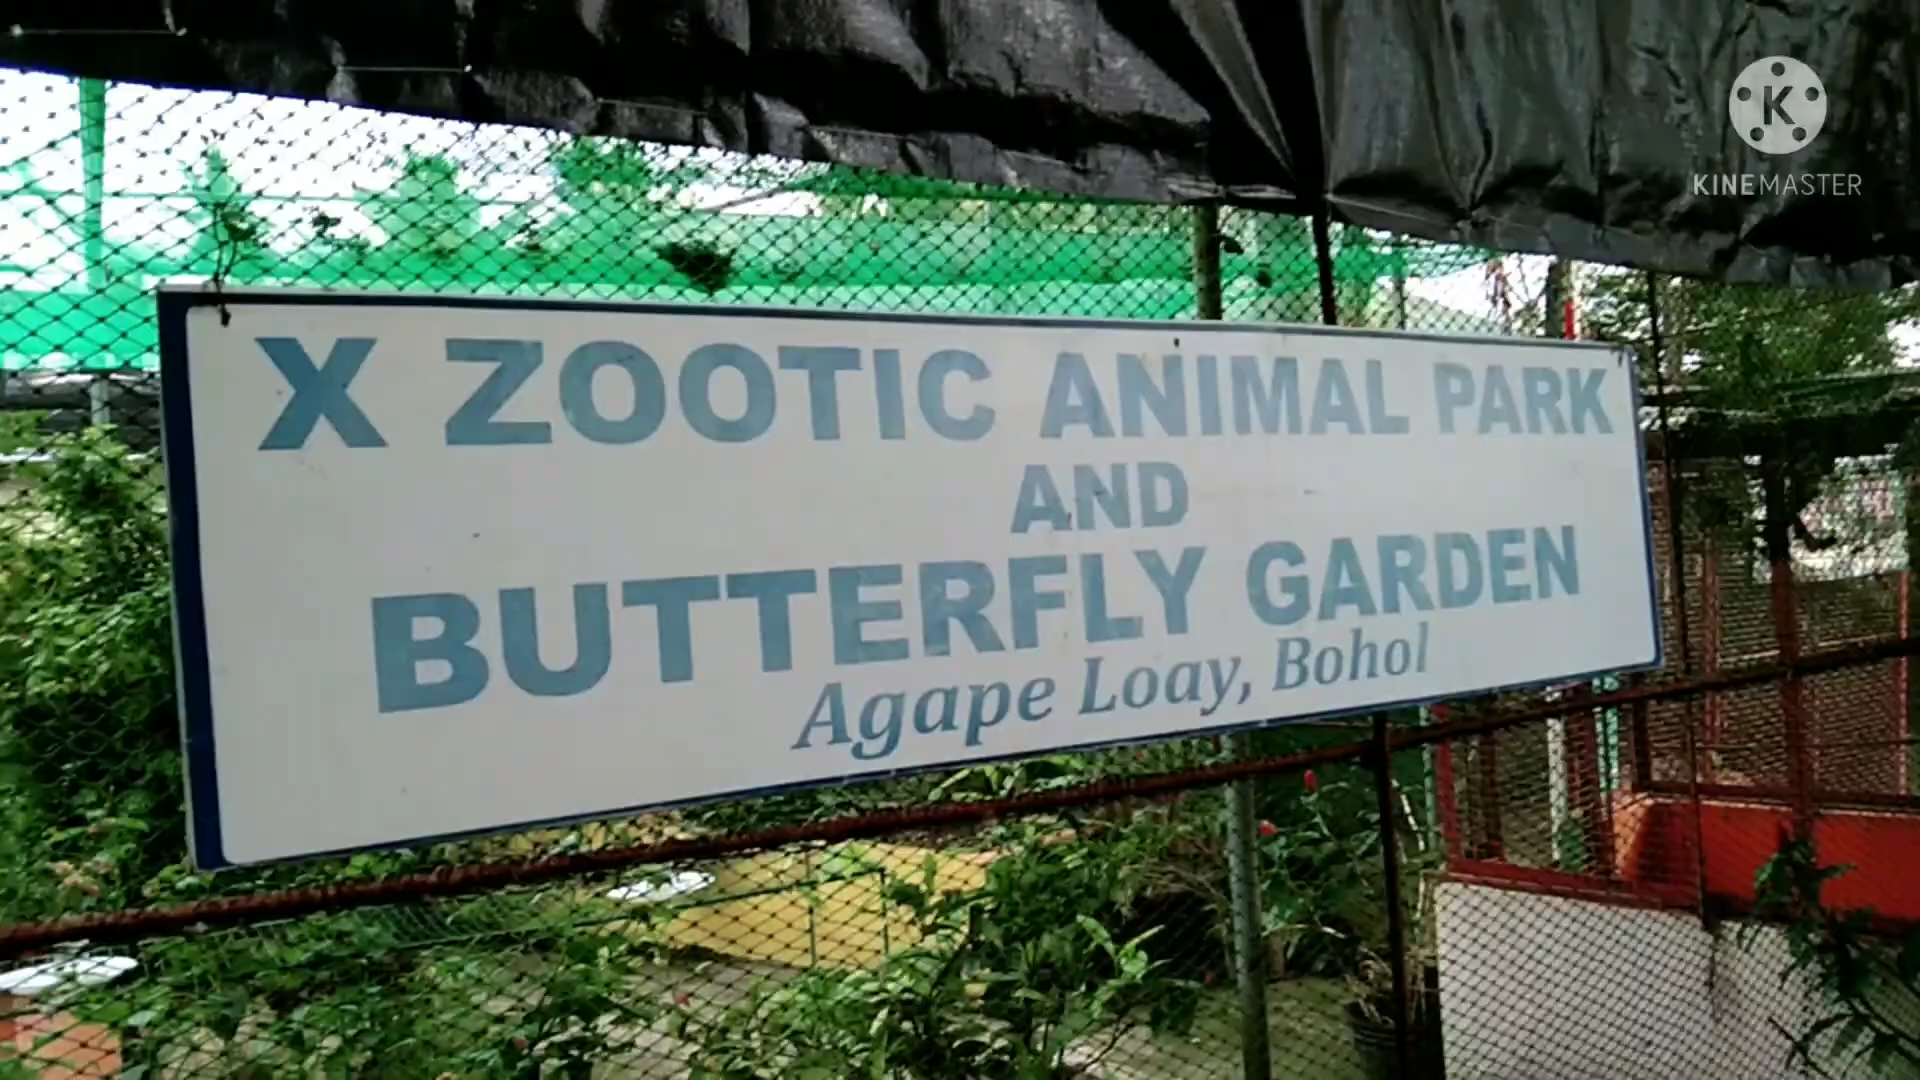 K
KINEMASTER
X ZOOTIC ANIMAL PARK
AND
BUTTERFLY GARDEN
Agape Loay, Bohol